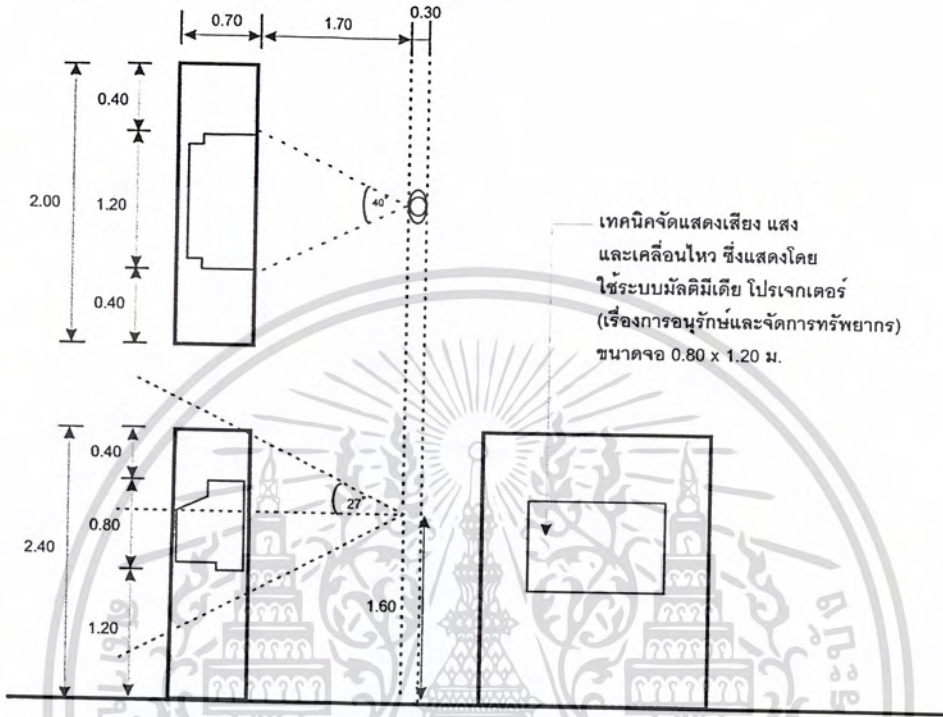 0.70
1.70
0.30
0.40
2.00
1.20
40°
0.40
เทคนิคจัดแสดงเสียง แสง
และเคลื่อนไหว ซึ่งแสดงโดย
ใช้ระบบมัลติมีเดีย โปรเจกเตอร์
(เรื่องการอนุรักษ์และจัดการทรัพยากร)
ขนาดจอ 0.80 x 1.20 ม.
0.40
27°
0.80
2.40
1.20
1.60